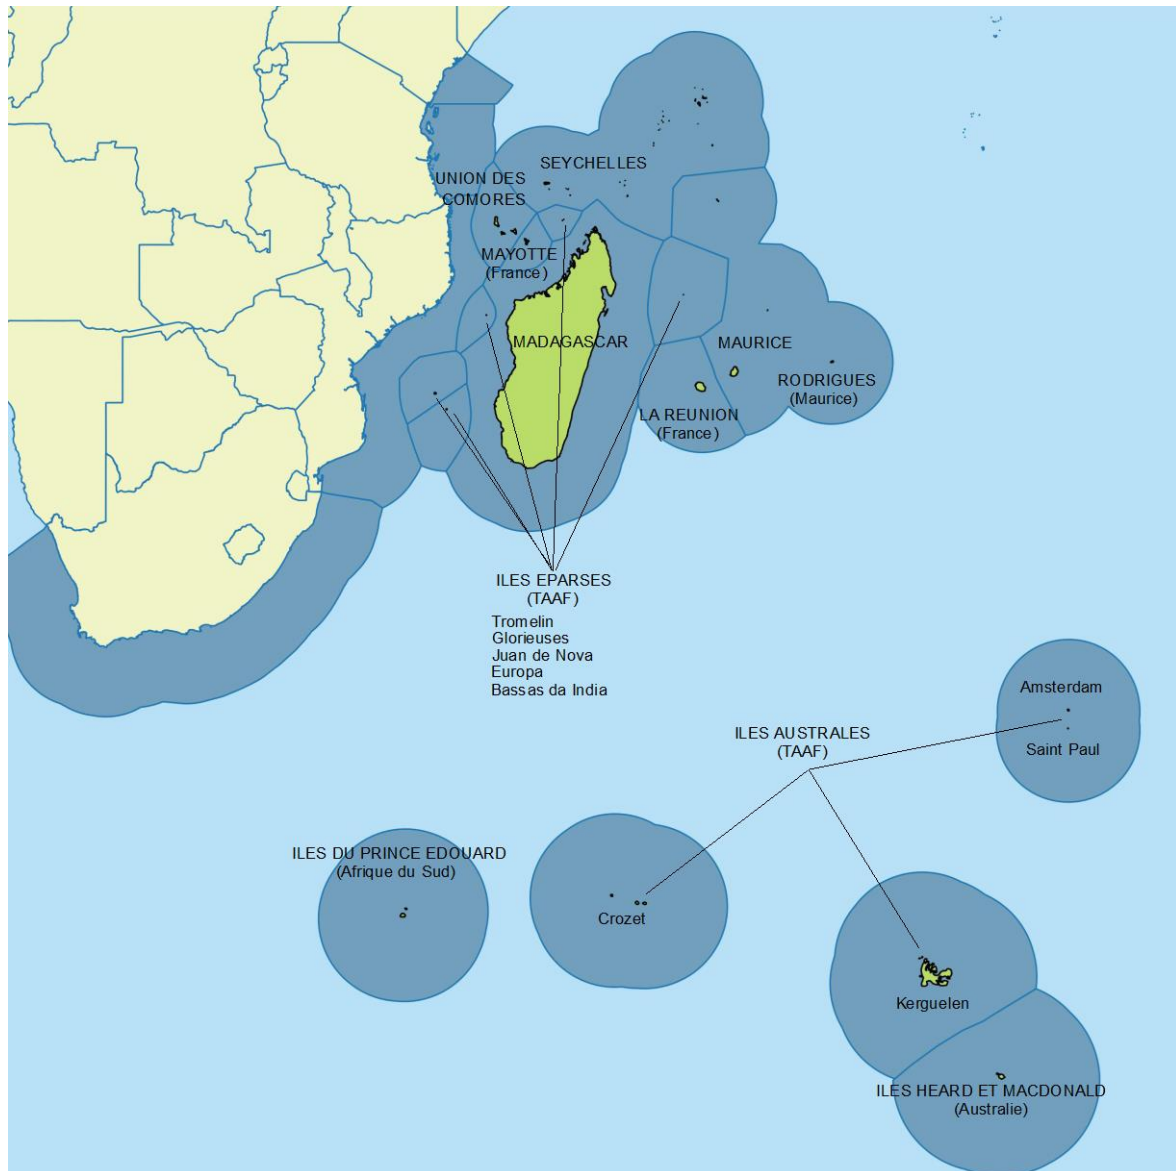 SEYCHELLES
UNION DES
COMORES
MAYOTTE
(France)
MADAGASCAR
MAURICE
RODRIGUES
(Maurice)
LA REUNION
(France)
ILES EPARSES
(TAAF)
Tromelin
Glorieuses
Juan de Nova
Europa
Bassas da India
Amsterdam
Saint Paul
ILES AUSTRALES
(TAAF)
ILES DU PRINCE EDOUARD
(Afrique du Sud)
Crozet
Kerguelen
ILES HEARD ET MACDONALD
(Australie)